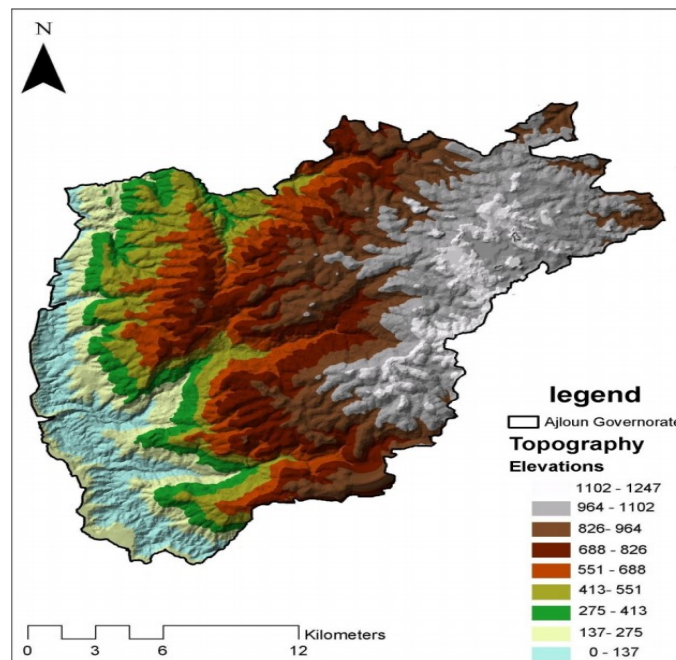 N
legend
Ajloun Governorate
Topography
Elevations
1102 - 1247
964 - 1102
826- 964
688 - 826
551 - 688
413- 551
275 - 413
137- 275
0 - 137
Kilometers
0 3 6 12